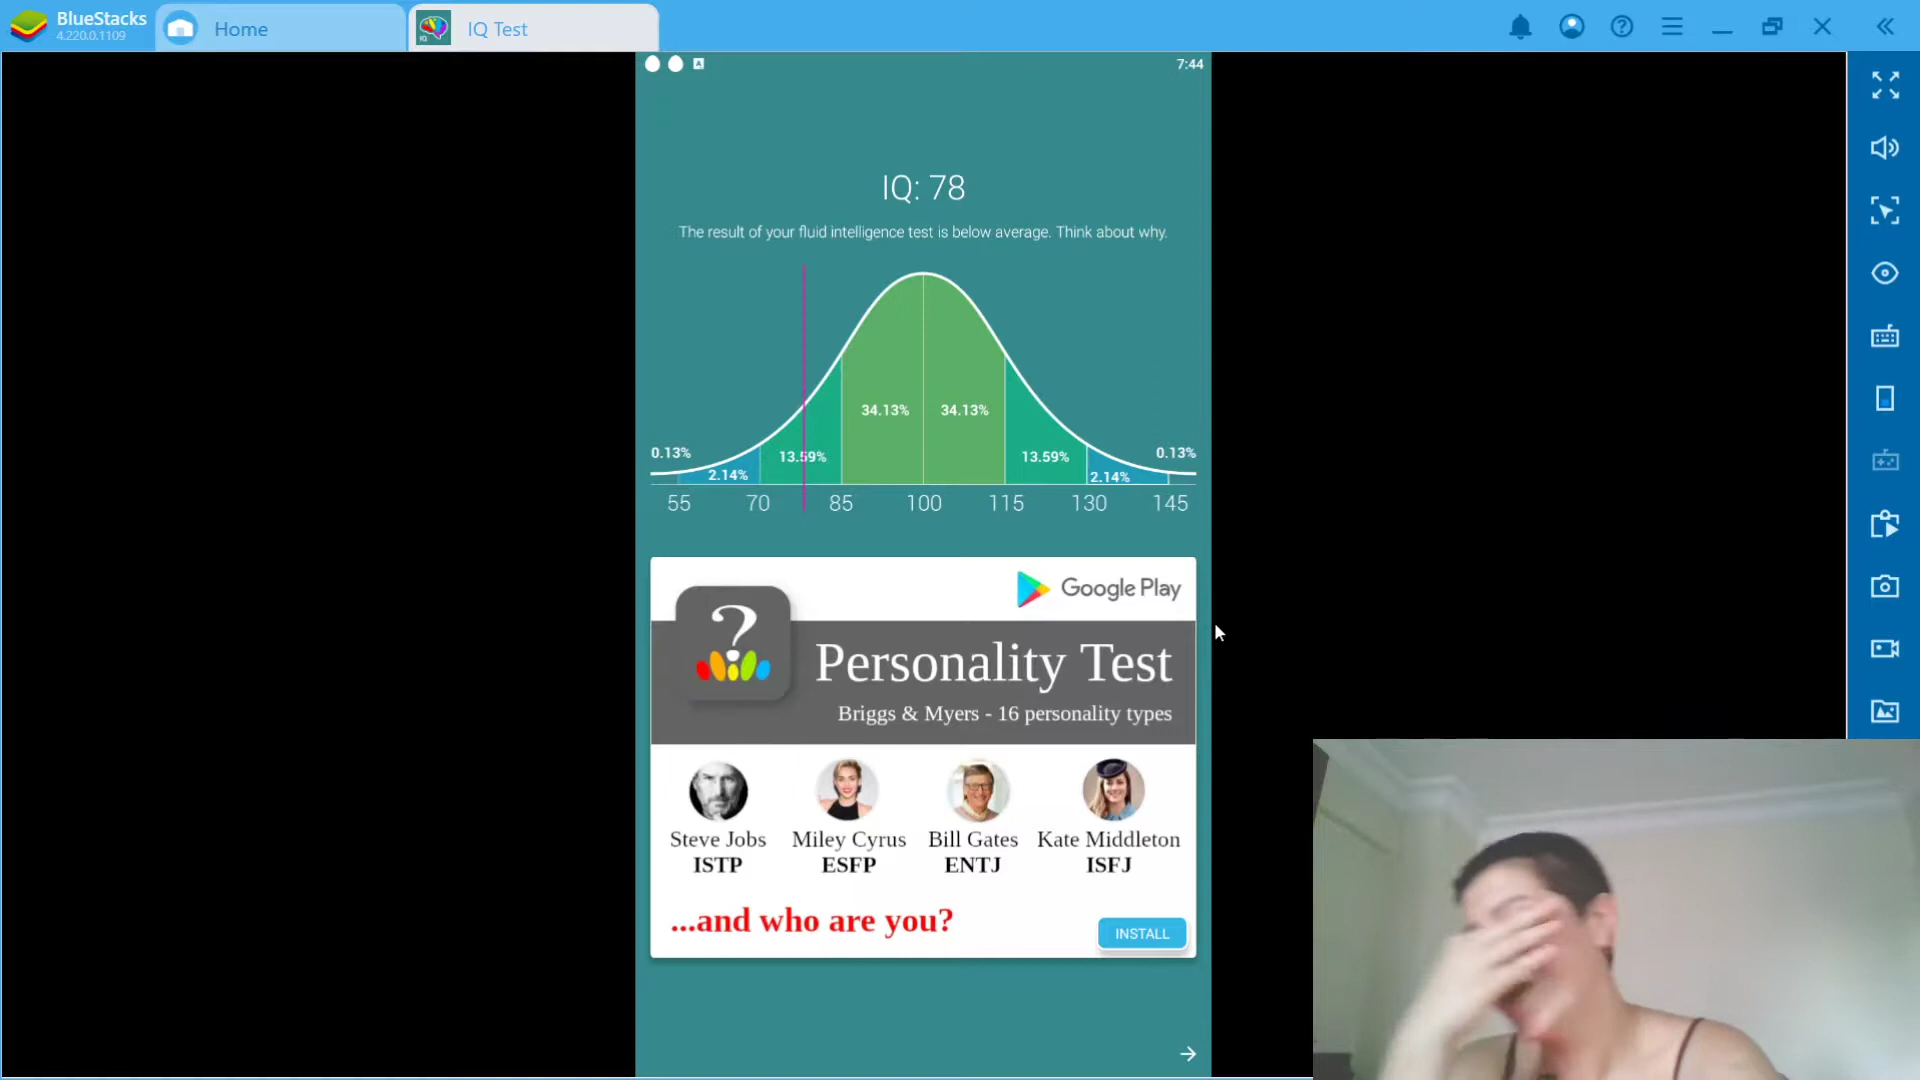 BlueStacks
4.220.0.1109
Home
IQ Test
7:44
IQ: 78
The result of your fluid intelligence test is below average. Think about why.
34.13% 34.13%
0.13% 13.59% 13.59% 0.13%
2.14% 2.14%
55 70 85 100 115 130 145
Google Play
Personality Test
Briggs & Myers - 16 personality types
Steve Jobs Miley Cyrus Bill Gates Kate Middleton
ISTP ESFP ENTJ ISFJ
...and who are you?
INSTALL